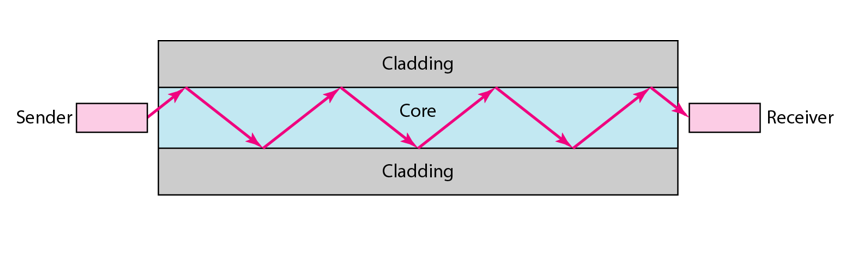 Cladding
Sender
Core
Receiver
Cladding